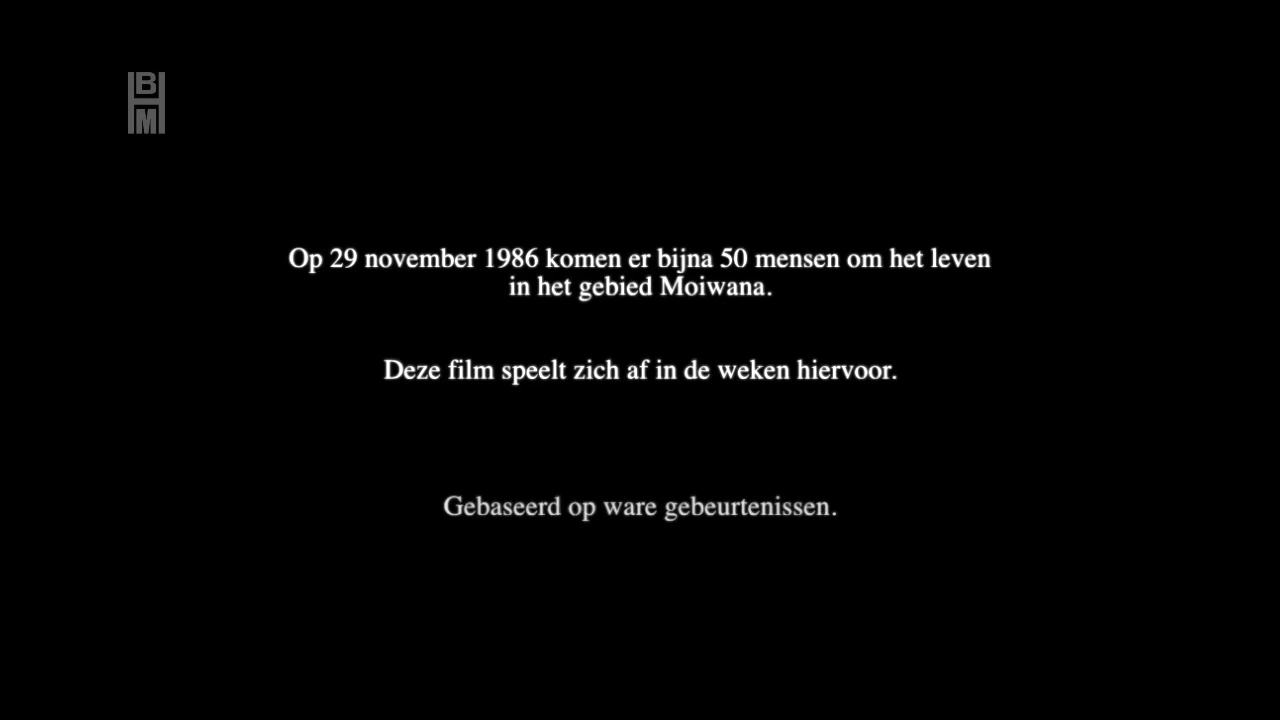 B
M
Op 29 november 1986 komen er bijna 50 mensen om het leven
in het gebied Moiwana.
Deze film speelt zich af in de weken hiervoor.
Gebaseerd op ware gebeurtenissen.